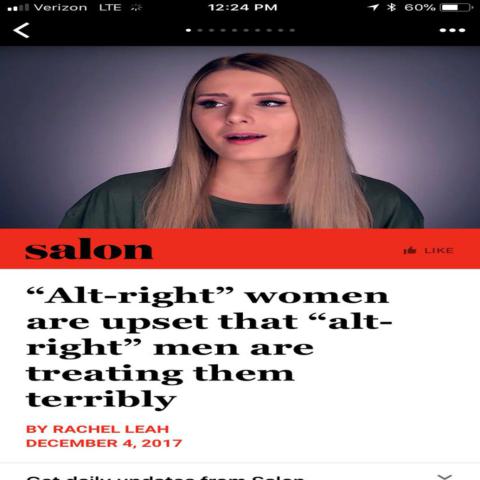 Verizon LTE 12:24 PM 60%
salon LIKE
“Alt-right” women
are upset that “alt-
right” men are
treating them
terribly
BY RACHEL LEAH
DECEMBER 4, 2017
Get daily updates from Salon